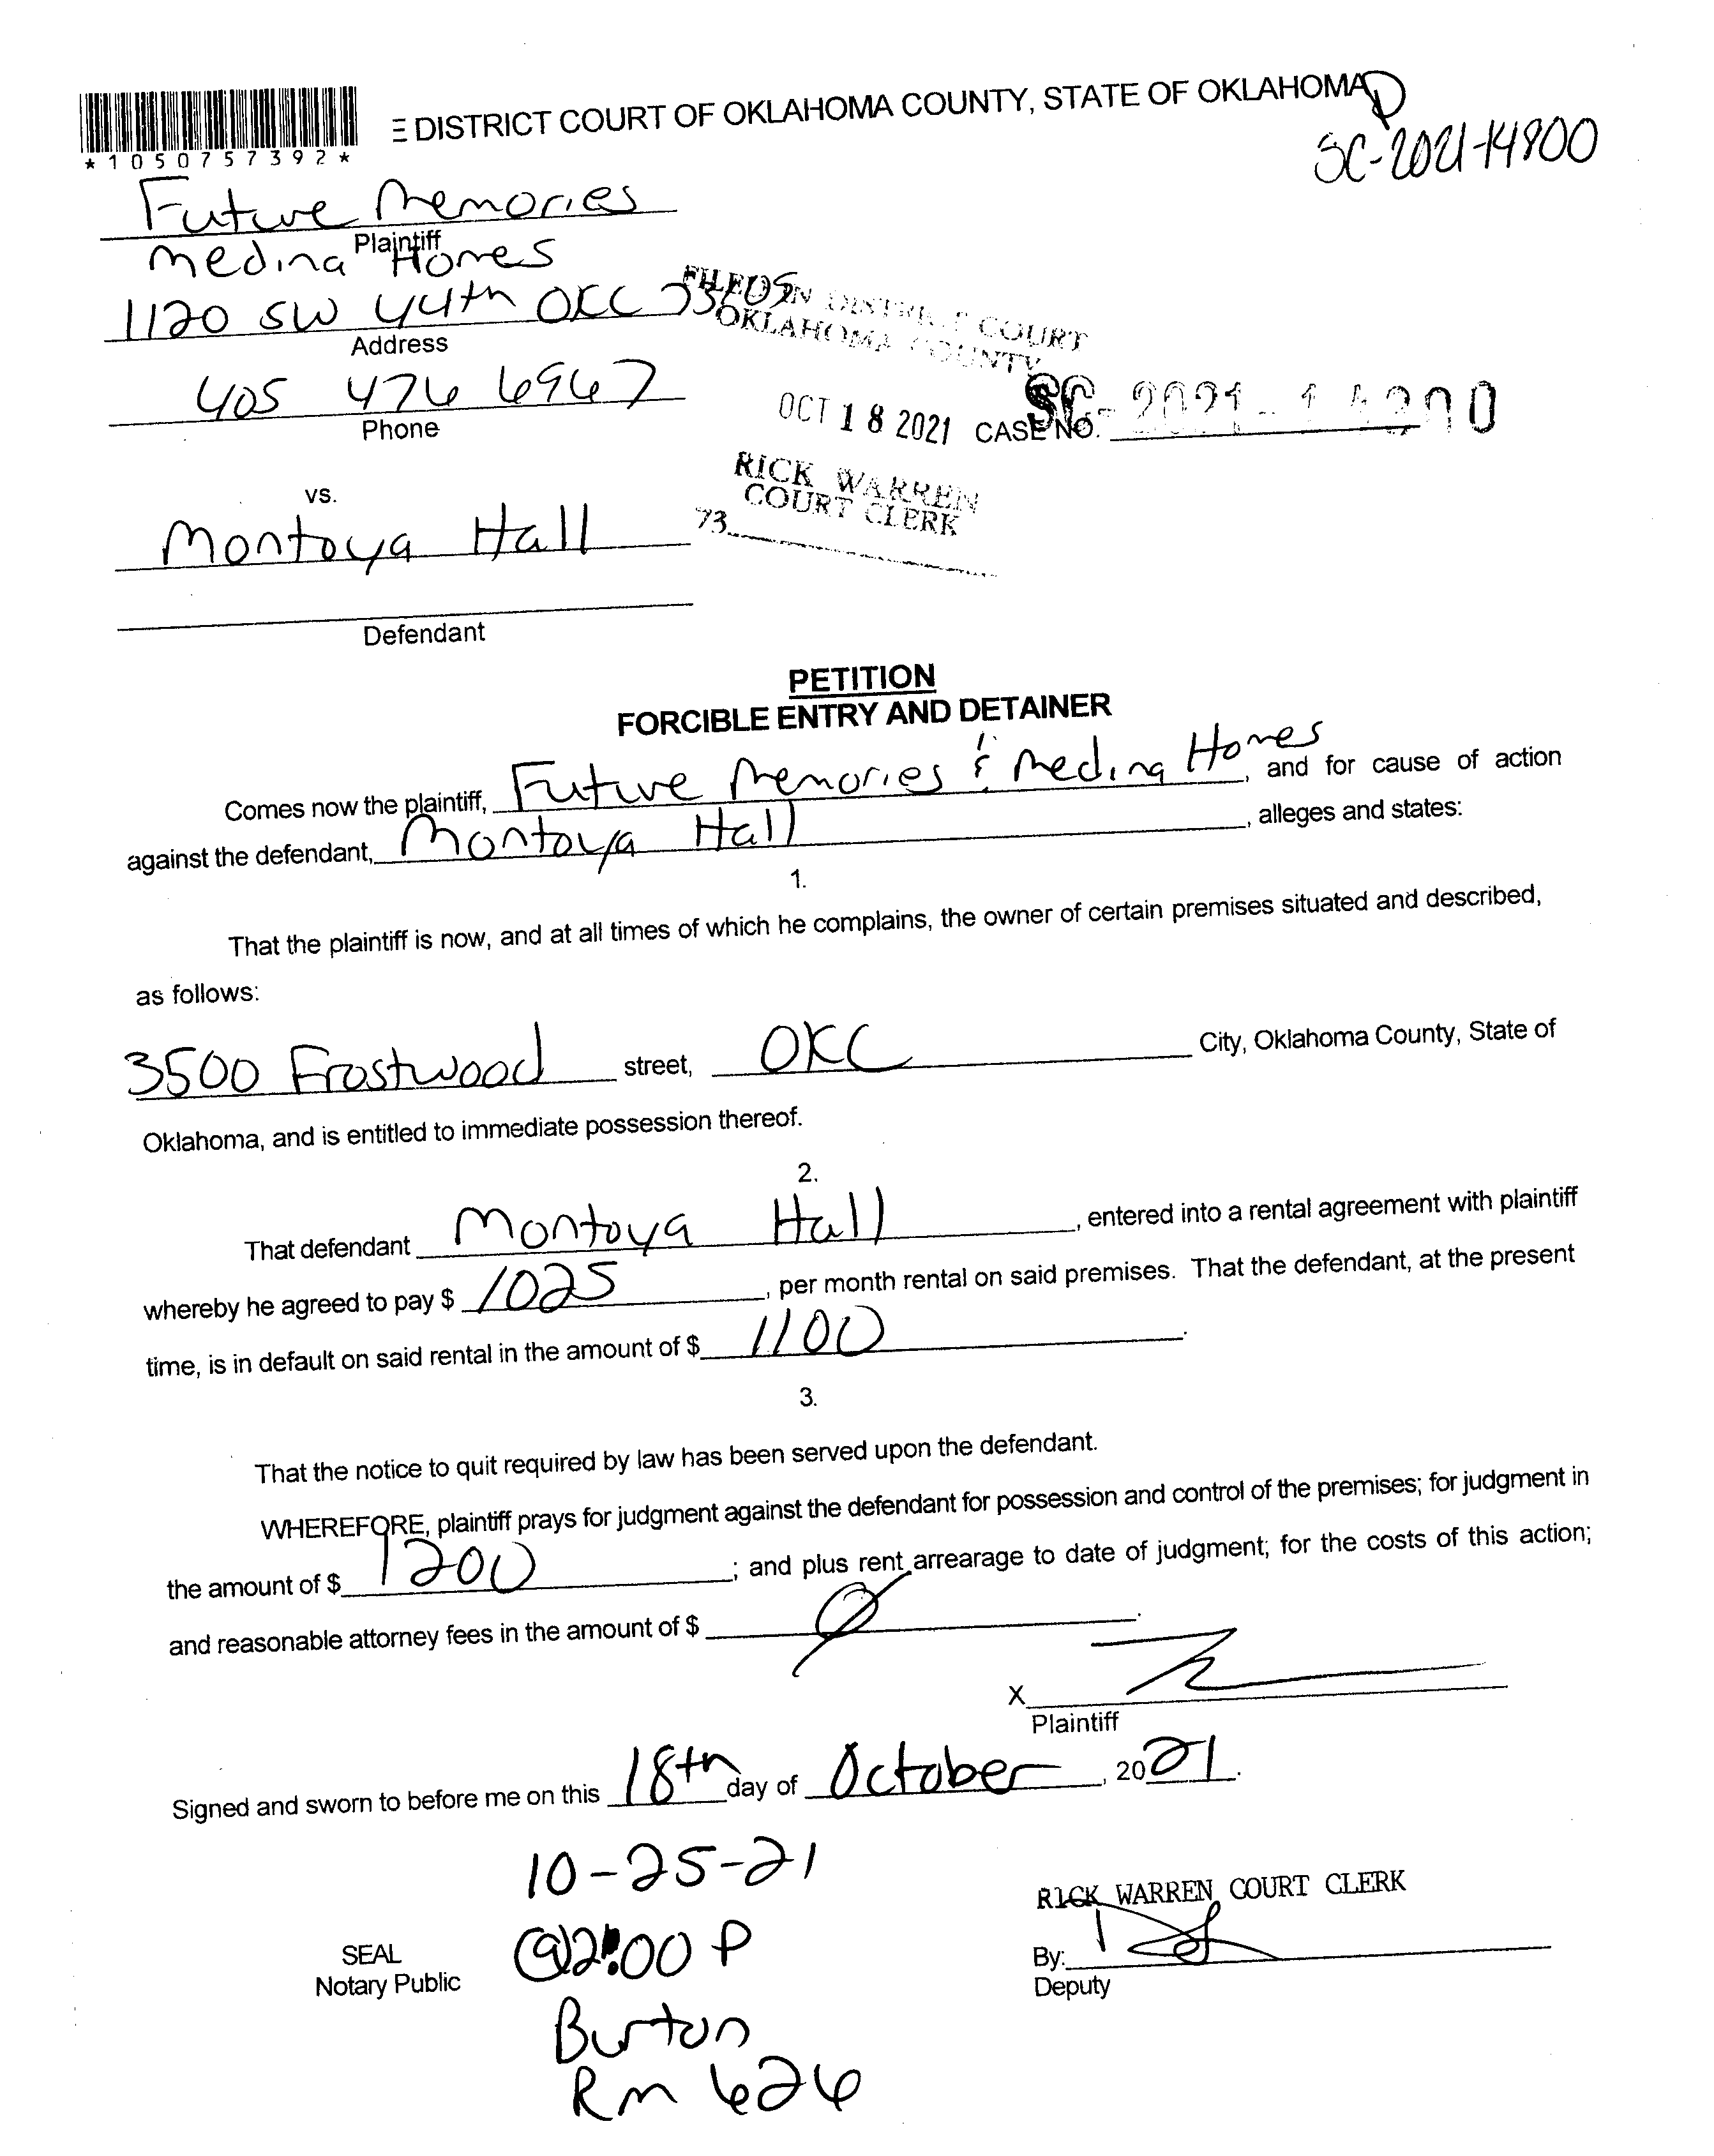 E DISTRICT COURT OF OKLAHOMA COUNTY, STATE OF OKLAHOMA
SC-2021-14800
*1050757392*
Future Memories
Plaintiff
Medina Homes
1120 SW 44th OKC
Address
405 476 6967
Phone
FILED IN DISTRICT COURT
OKLAHOMA COUNTY
OCT 18 2021
CASE NO. SC-2021-
RICK WARREN
COURT CLERK
73
vs.
Montoya Hall
Defendant
PETITION
FORCIBLE ENTRY AND DETAINER
Comes now the plaintiff, Future Memories & Medina Homes, and for cause of action
against the defendant, Montoya Hall, alleges and states:
1.
That the plaintiff is now, and at all times of which he complains, the owner of certain premises situated and described,
as follows:
3500 Frostwood street, OKC City, Oklahoma County, State of
Oklahoma, and is entitled to immediate possession thereof.
2.
That defendant Montoya Hall, entered into a rental agreement with plaintiff
whereby he agreed to pay $ 1025, per month rental on said premises. That the defendant, at the present
time, is in default on said rental in the amount of $ 1100.
3.
That the notice to quit required by law has been served upon the defendant.
WHEREFORE, plaintiff prays for judgment against the defendant for possession and control of the premises; for judgment in
the amount of $ 1200; and plus rent arrearage to date of judgment; for the costs of this action;
and reasonable attorney fees in the amount of $ 0.
X
Plaintiff
Signed and sworn to before me on this 18th day of October, 2021.
10-25-21
@2:00 P
Burton
Rm 626
SEAL
Notary Public
RICK WARREN, COURT CLERK
By:
Deputy